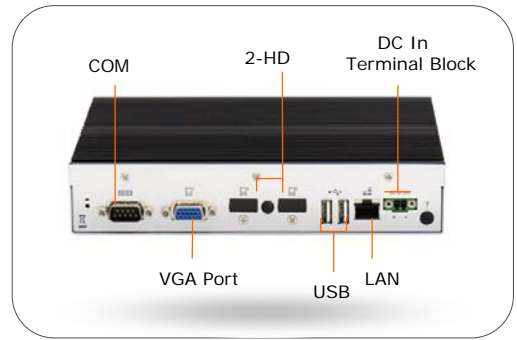 COM
2-HD
DC In
Terminal Block
VGA Port
USB
LAN